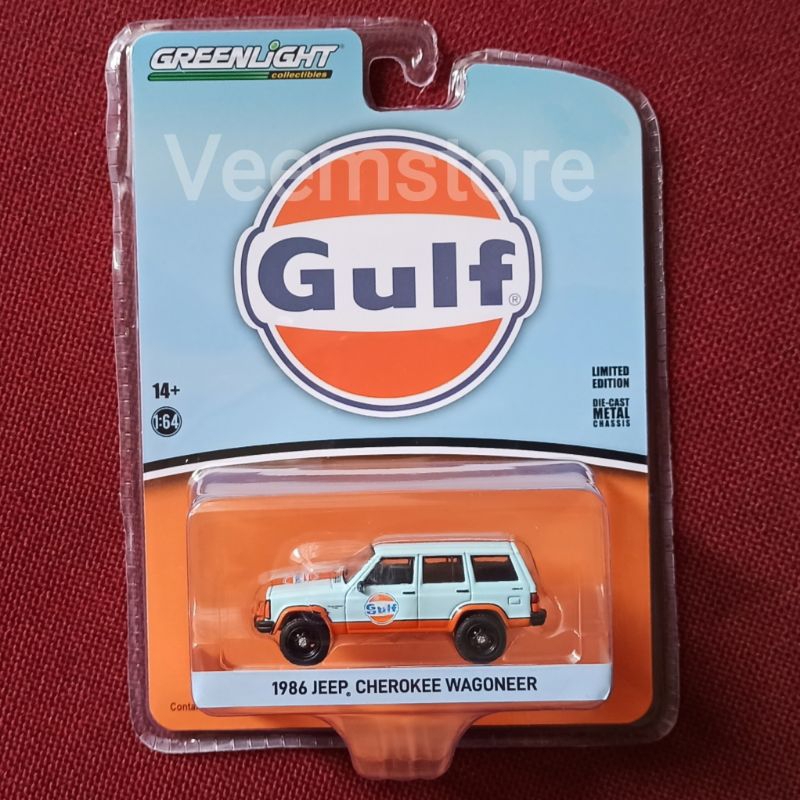 GREENLiGHT
collectibles
Veemstore
Gulf®
14+
1:64
LIMITED
EDITION
DIE-CAST
METAL
CHASSIS
Gulf
1986 JEEP® CHEROKEE WAGONEER